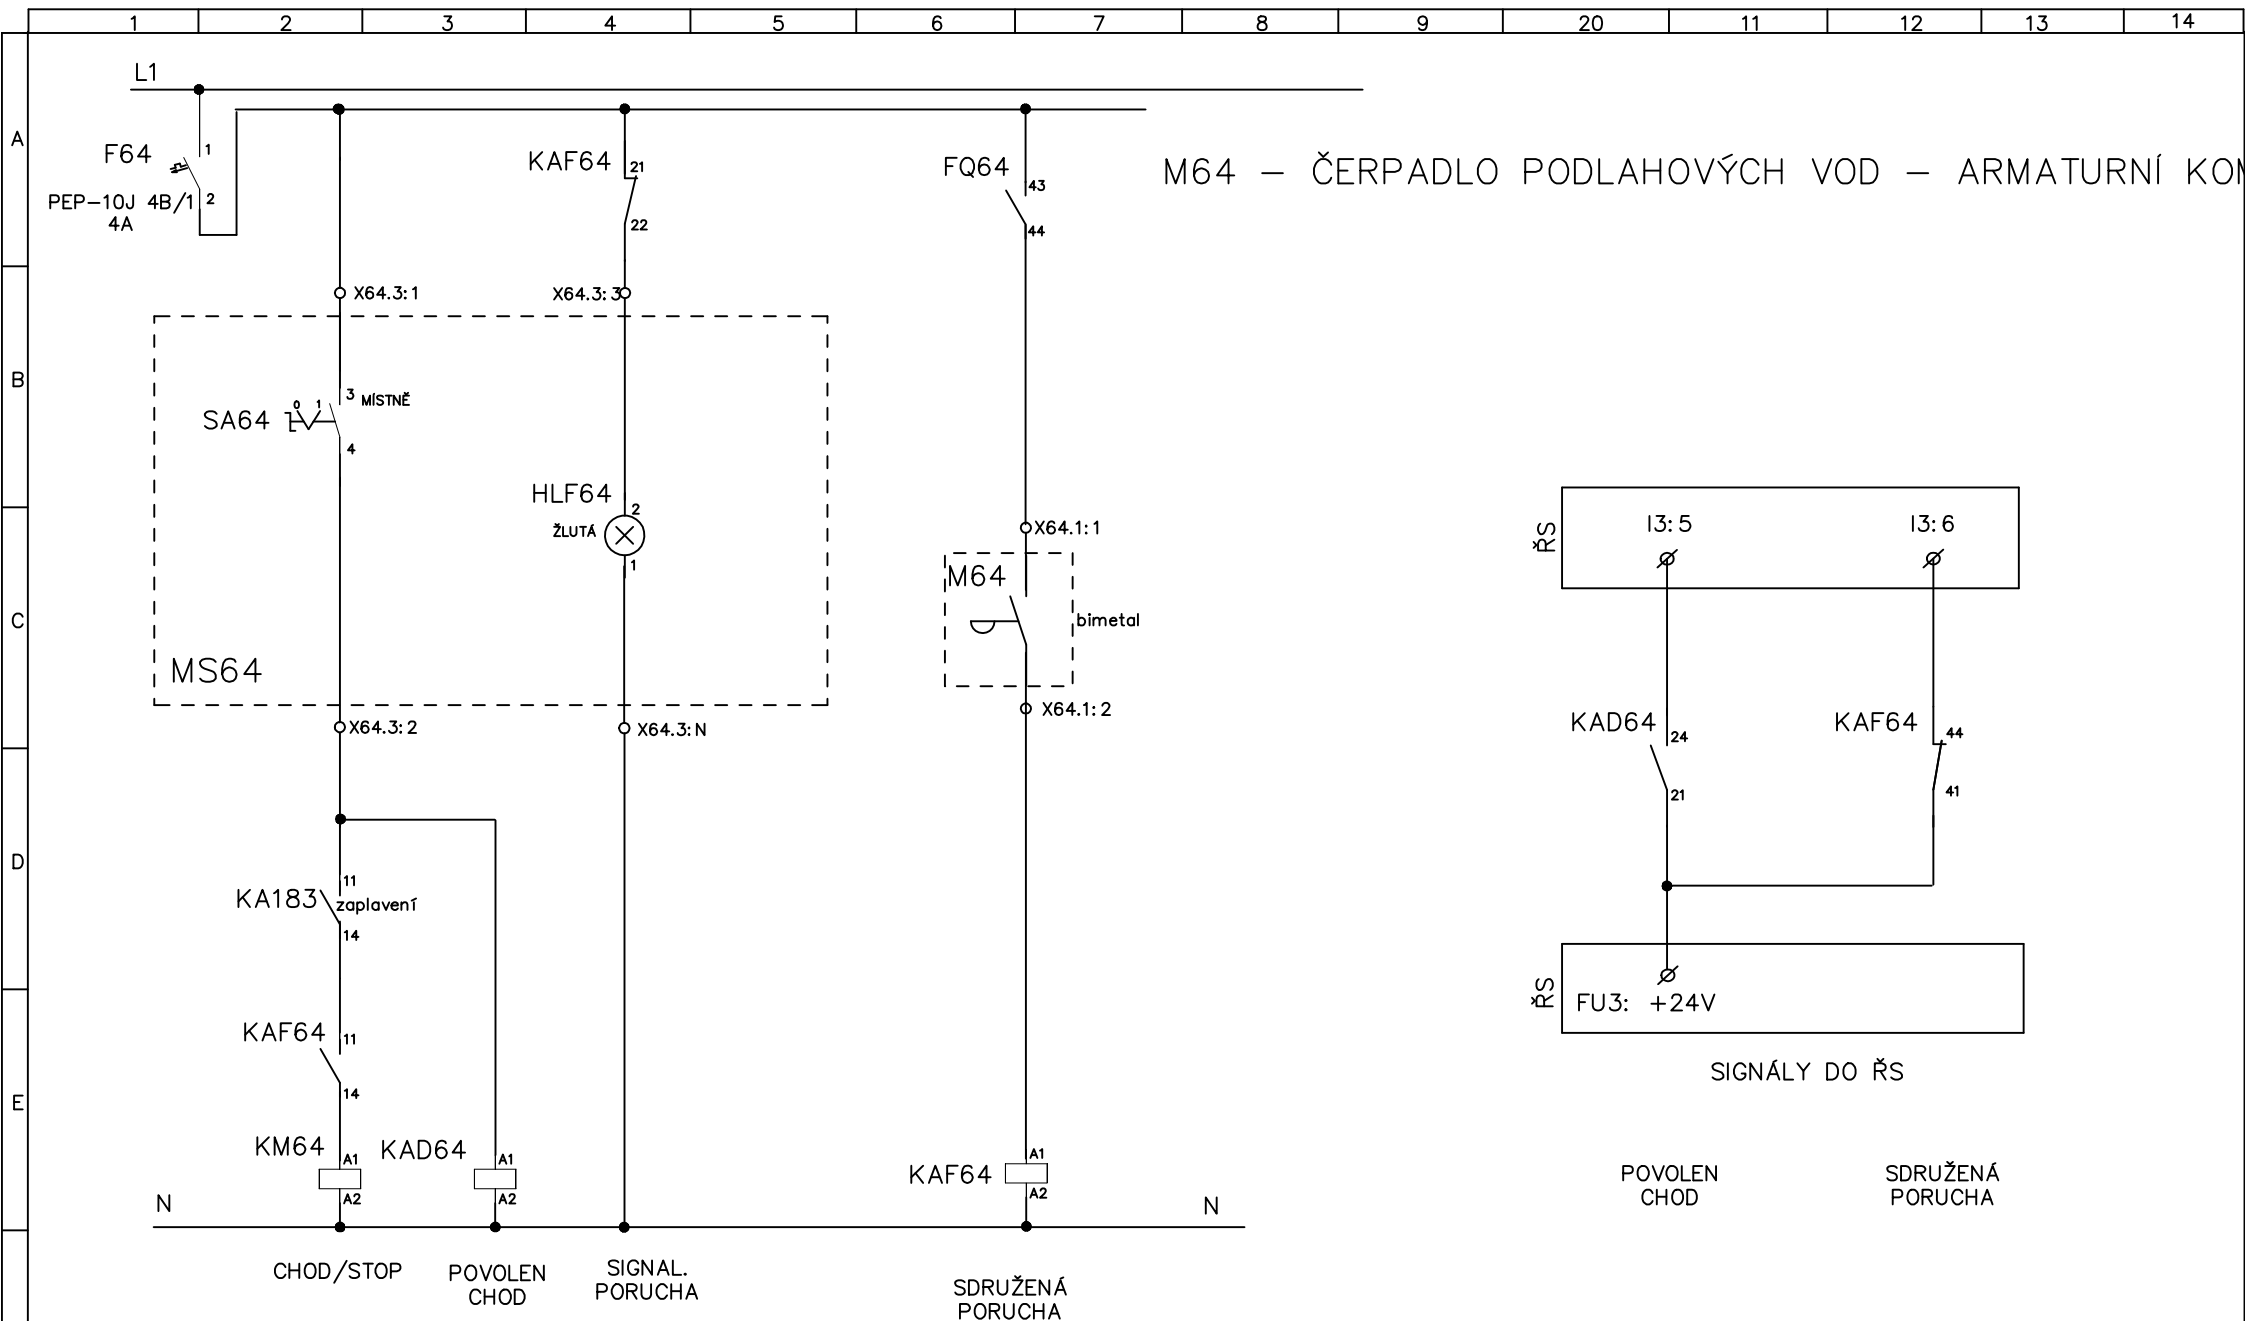 1 2 3 4 5 6 7 8 9 20 11 12 13 14
L1
A
F64
1
2
PEP-10J 4B/1
4A
KAF64
21
22
FQ64
43
44
M64 - ČERPADLO PODLAHOVÝCH VOD - ARMATURNÍ
X64.3:1
X64.3:3
B
SA64
0 1
3
MÍSTNĚ
4
HLF64
ŽLUTÁ
2
1
X64.1:1
M64
bimetal
C
MS64
X64.3:2
X64.3:N
X64.1:2
ŘS
I3:5
I3:6
KAD64
24
21
KAF64
44
41
D
KA183
11
zaplavení
14
ŘS
FU3: +24V
SIGNÁLY DO ŘS
KAF64
11
14
E
KM64
A1
A2
KAD64
A1
A2
KAF64
A1
A2
N
N
POVOLEN
CHOD
SDRUŽENÁ
PORUCHA
CHOD/STOP
POVOLEN
CHOD
SIGNAL.
PORUCHA
SDRUŽENÁ
PORUCHA